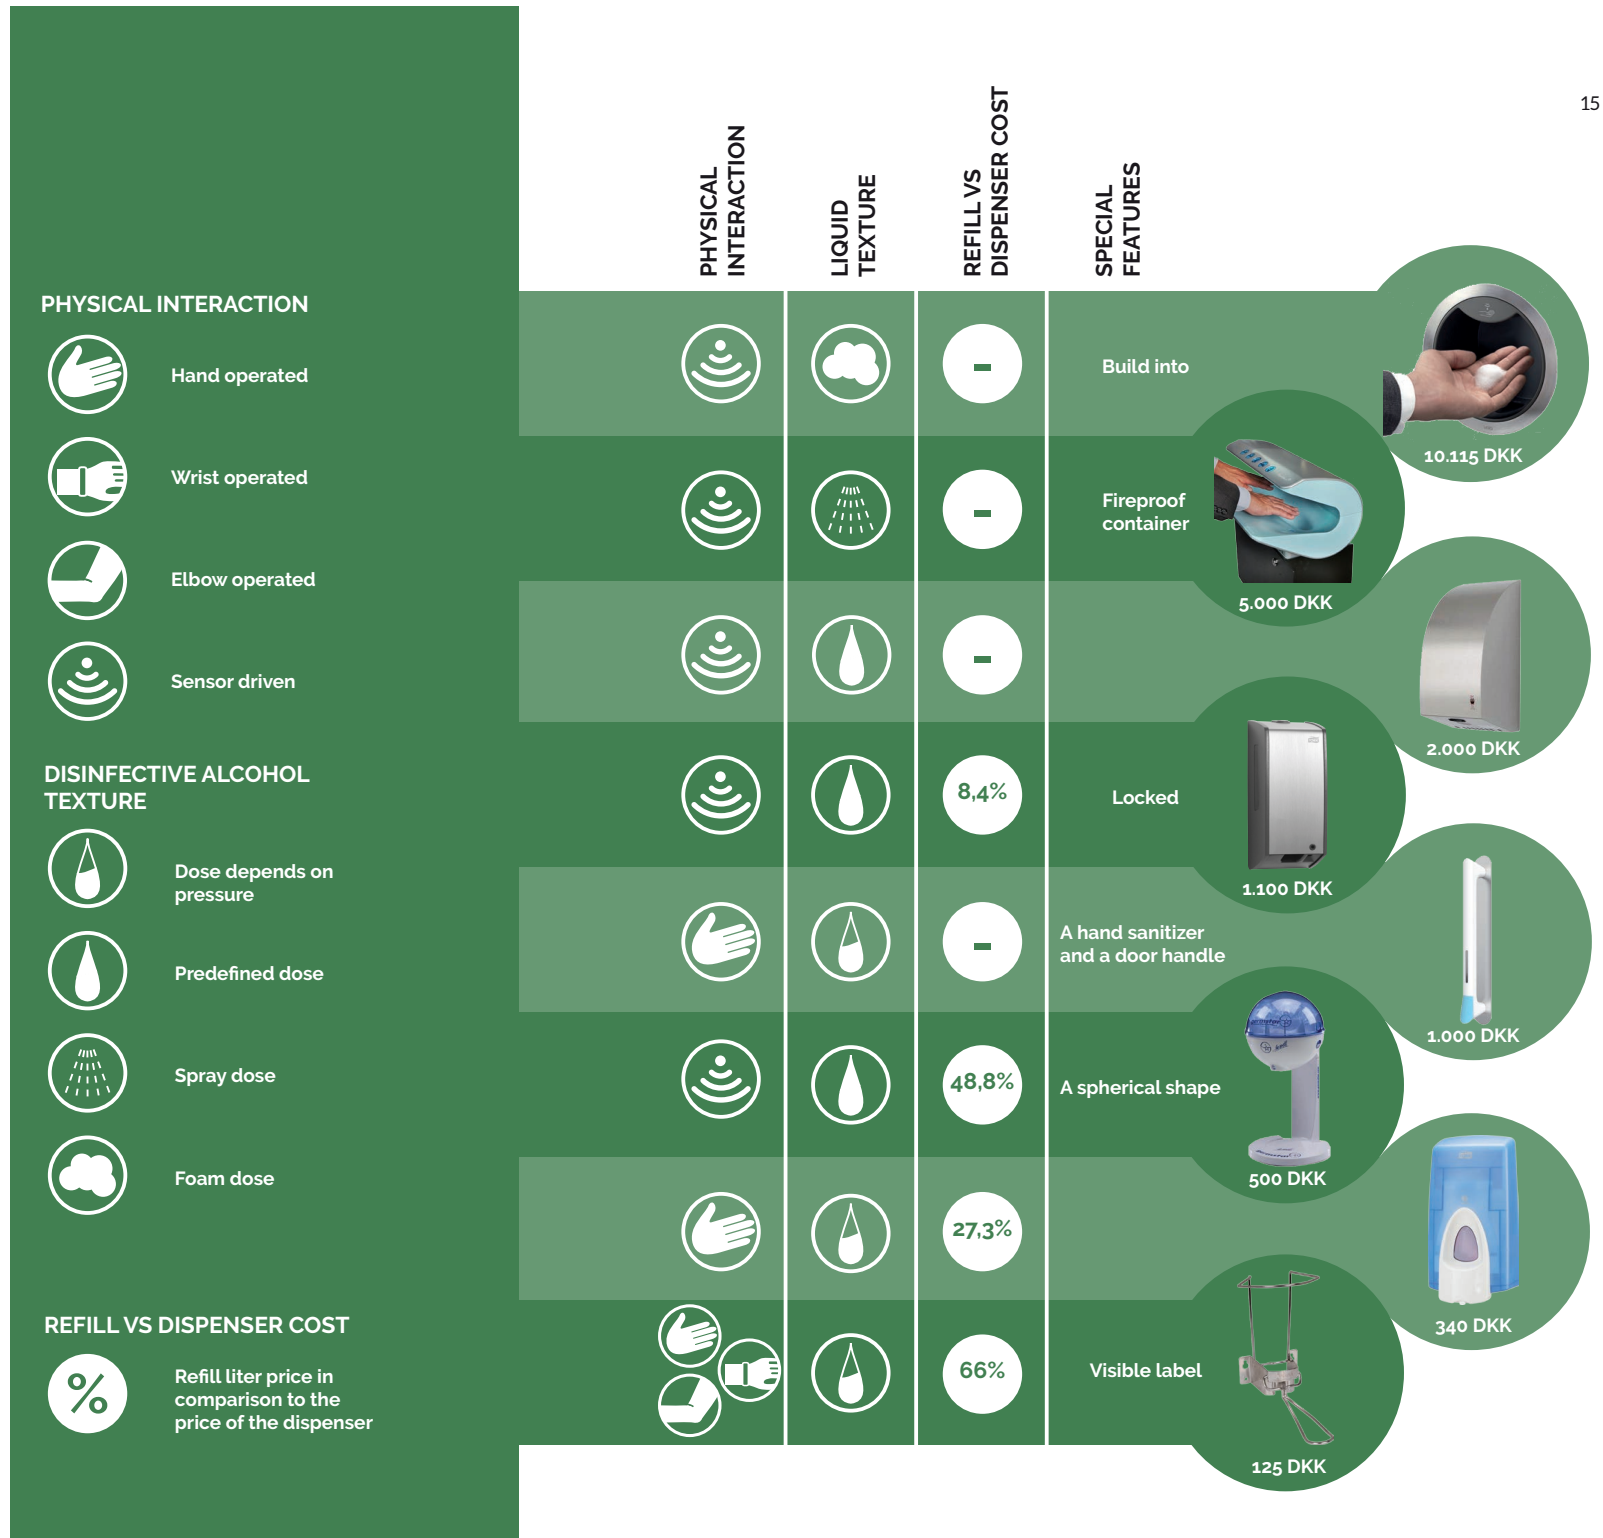 15
PHYSICAL
INTERACTION
LIQUID
TEXTURE
REFILL VS
DISPENSER COST
SPECIAL
FEATURES
PHYSICAL INTERACTION
Hand operated
Wrist operated
Elbow operated
Sensor driven
DISINFECTIVE ALCOHOL
TEXTURE
Dose depends on
pressure
Predefined dose
Spray dose
Foam dose
REFILL VS DISPENSER COST
%
Refill liter price in
comparison to the
price of the dispenser
-
Build into
10.115 DKK
-
Fireproof
container
5.000 DKK
-
2.000 DKK
8,4%
Locked
1.100 DKK
-
A hand sanitizer
and a door handle
1.000 DKK
48,8%
A spherical shape
500 DKK
27,3%
340 DKK
66%
Visible label
125 DKK